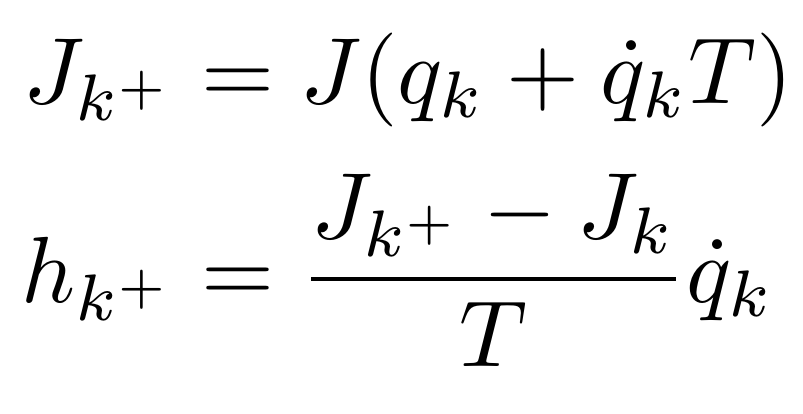 J_{k^+} = J(q_k + \dot{q}_k T)
h_{k^+} = \frac{J_{k^+} - J_k}{T} \dot{q}_k